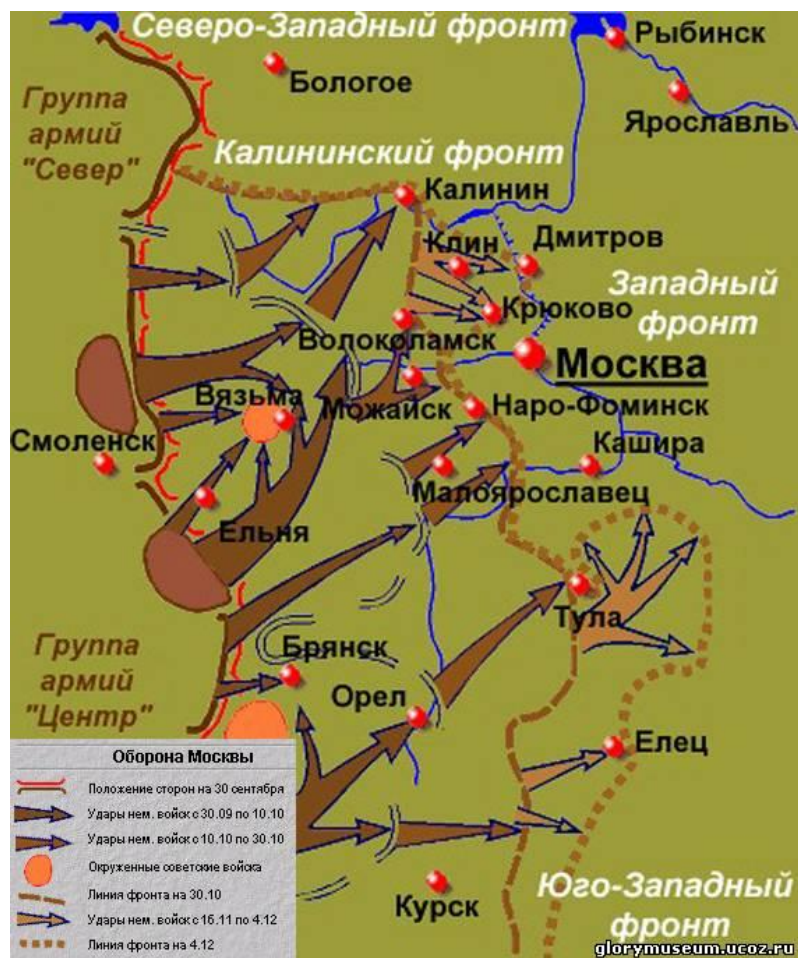 Северо-Западный фронт
Рыбинск
Бологое
Группа
армий
"Север"
Ярославль
Калининский фронт
Калинин
Клин
Дмитров
Западный
фронт
Крюково
Волоколамск
Москва
Вязьма
Можайск
Наро-Фоминск
Смоленск
Кашира
Малоярославец
Ельня
Тула
Группа
армий
"Центр"
Брянск
Орел
Елец
Курск
Юго-Западный
фронт
Оборона Москвы
Положение сторон на 30 сентября
Удары нем. войск с 30.09 по 10.10
Удары нем. войск с 10.10 по 30.10
Окруженные советские войска
Линия фронта на 30.10
Удары нем. войск с 16.11 по 4.12
Линия фронта на 4.12
glorymuseum.ucoz.ru